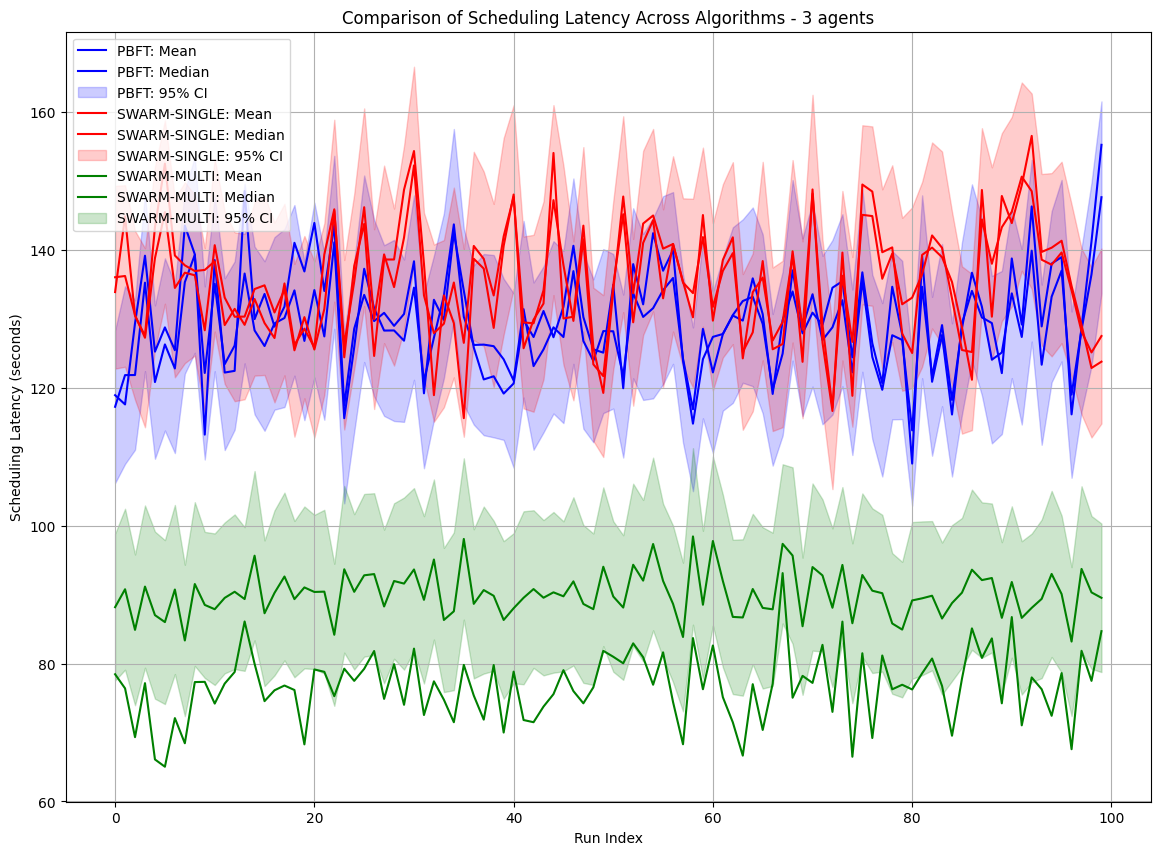 Comparison of Scheduling Latency Across Algorithms - 3 agents
PBFT: Mean
PBFT: Median
PBFT: 95% CI
SWARM-SINGLE: Mean
SWARM-SINGLE: Median
SWARM-SINGLE: 95% CI
SWARM-MULTI: Mean
SWARM-MULTI: Median
SWARM-MULTI: 95% CI
Scheduling Latency (seconds)
160
140
120
100
80
60
0 20 40 60 80 100
Run Index